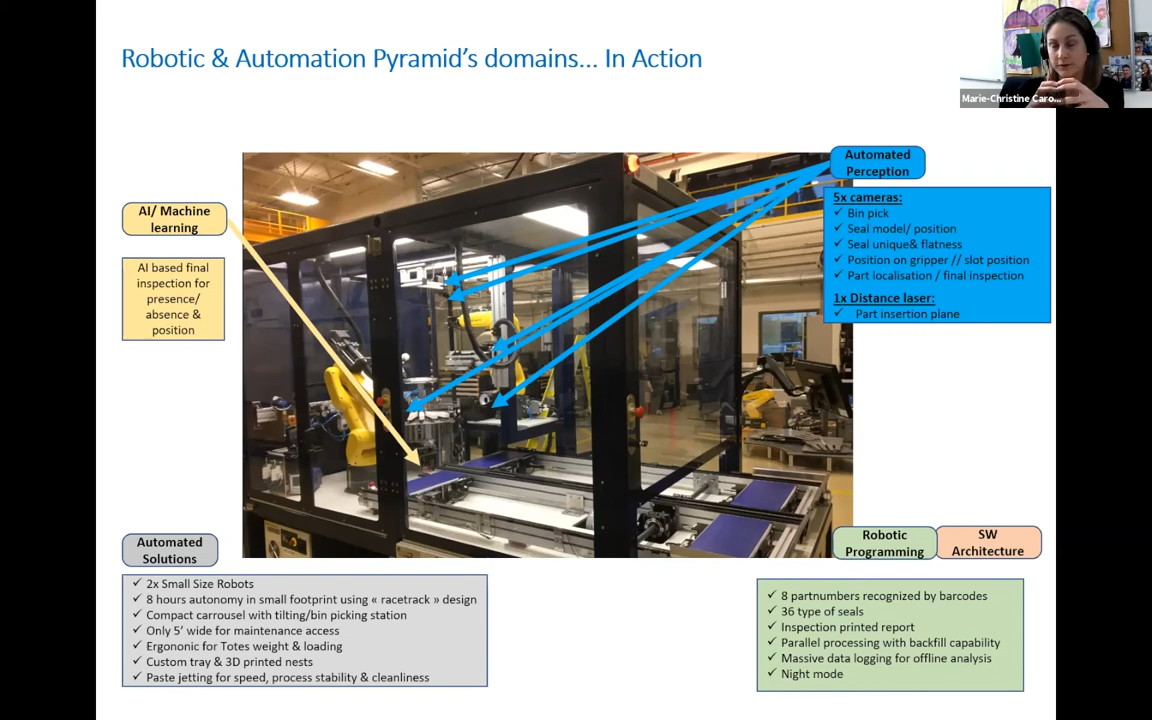 Robotic & Automation Pyramid's domains... In Action
Marie-Christine Caro...
Automated
Perception
5x cameras:
Bin pick
Seal model/ position
Seal unique& flatness
Position on gripper // slot position
Part localisation / final inspection
1x Distance laser:
Part insertion plane
AI/ Machine
learning
AI based final
inspection for
presence/
absence &
position
Automated
Solutions
2x Small Size Robots
8 hours autonomy in small footprint using « racetrack » design
Compact carrousel with tilting/bin picking station
Only 5' wide for maintenance access
Ergononic for Totes weight & loading
Custom tray & 3D printed nests
Paste jetting for speed, process stability & cleanliness
Robotic
Programming
SW
Architecture
8 partnumbers recognized by barcodes
36 type of seals
Inspection printed report
Parallel processing with backfill capability
Massive data logging for offline analysis
Night mode